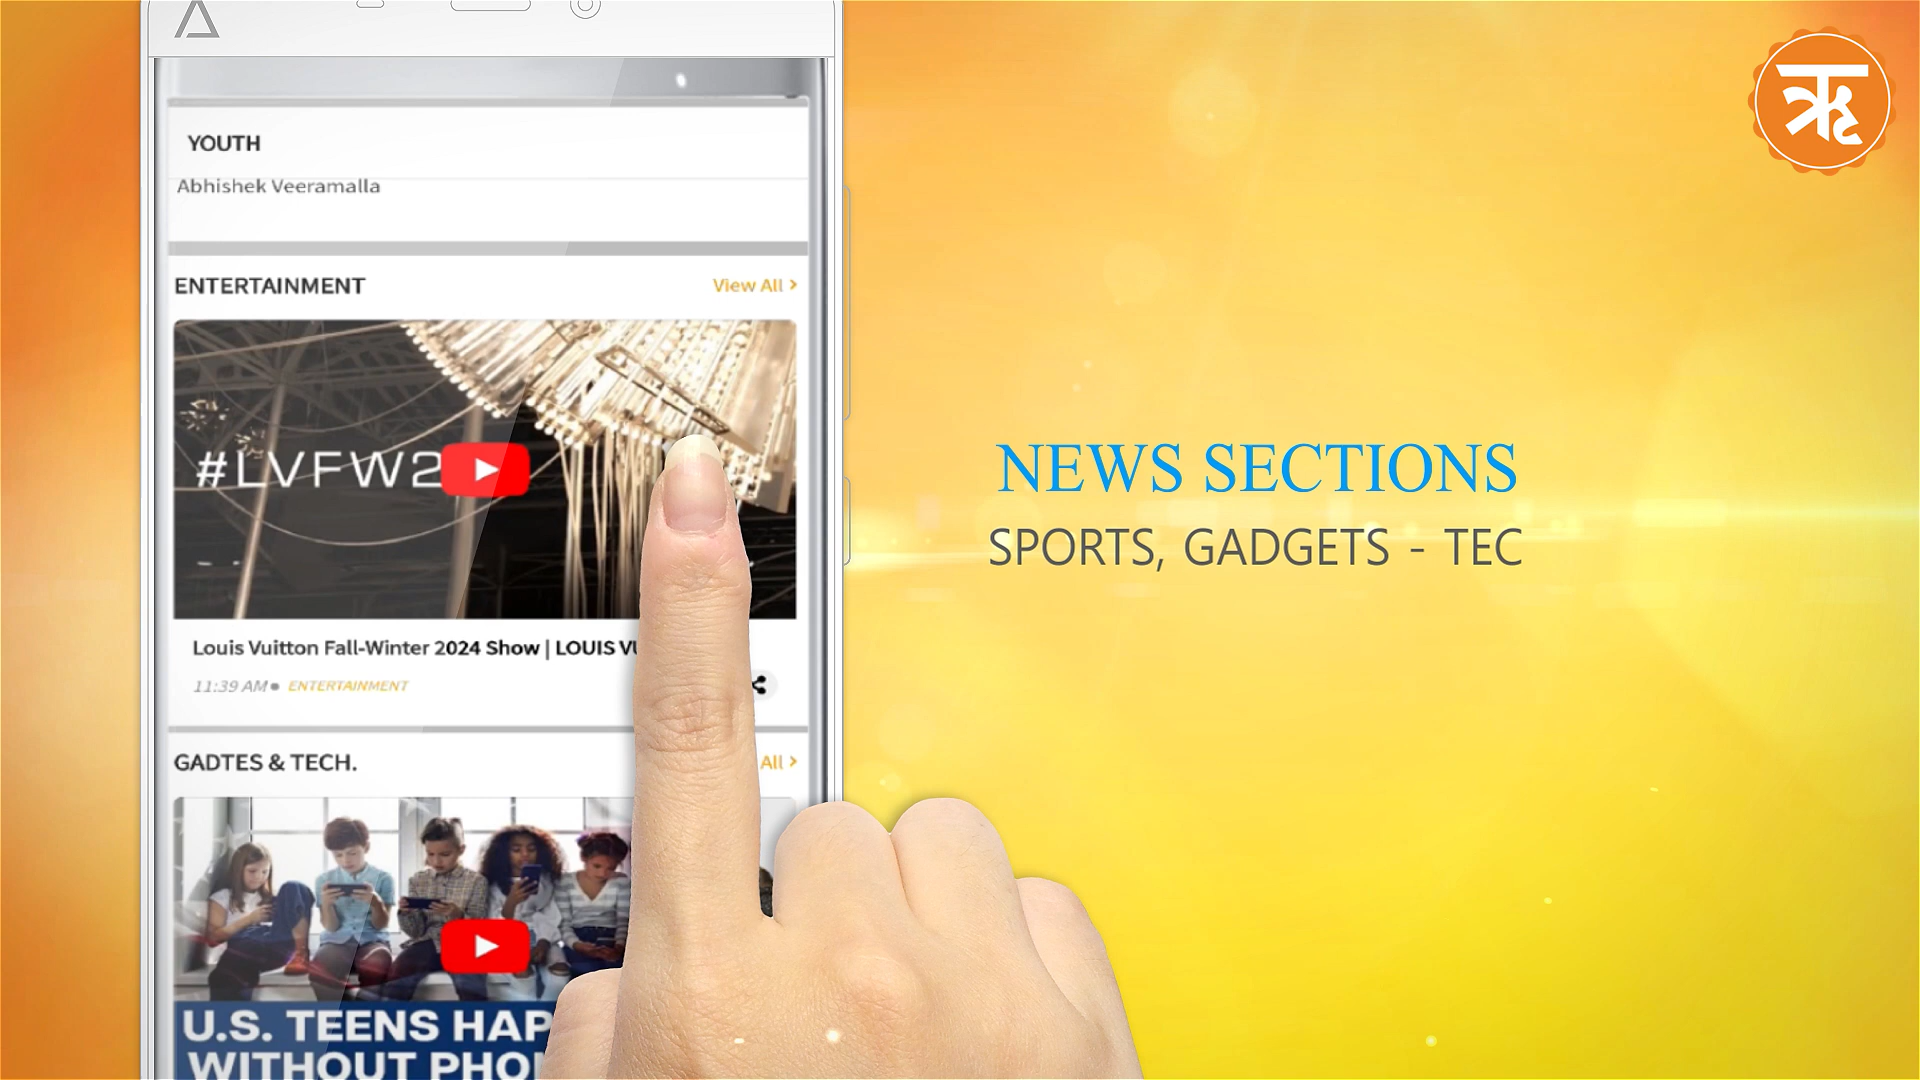 YOUTH
Abhishek Veeramalla
ENTERTAINMENT
View All >
#LVFW2
Louis Vuitton Fall-Winter 2024 Show | LOUIS VU
11:39 AM● ENTERTAINMENT
GADTES & TECH.
All >
U.S. TEENS HAP
WITHOUT PHO
NEWS SECTIONS
SPORTS, GADGETS - TEC
ऋ